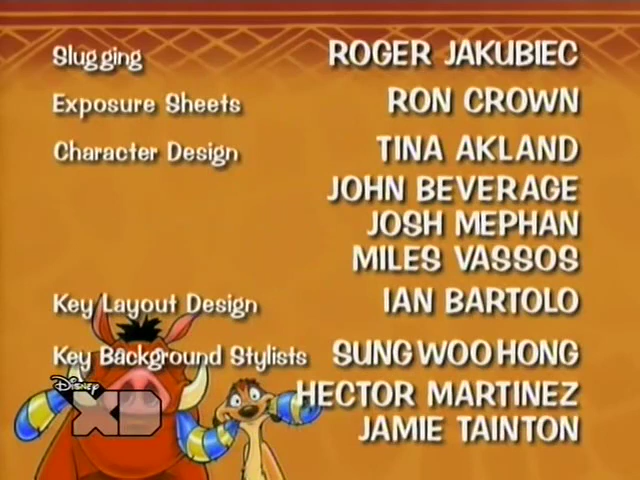 Slugging ROGER JAKUBIEC
Exposure Sheets RON CROWN
Character Design TINA AKLAND
JOHN BEVERAGE
JOSH MEPHAN
MILES VASSOS
Key Layout Design IAN BARTOLO
Key Background Stylists SUNG WOO HONG
HECTOR MARTINEZ
JAMIE TAINTON
Disney
XD